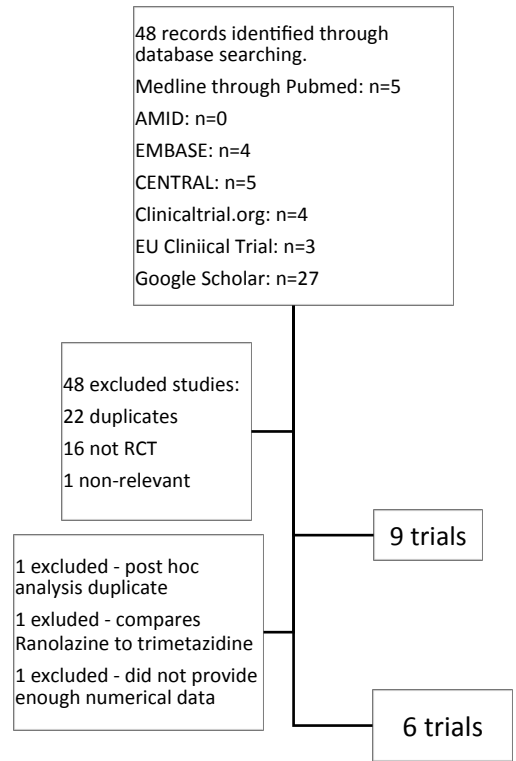 48 records identified through
database searching.
Medline through Pubmed: n=5
AMID: n=0
EMBASE: n=4
CENTRAL: n=5
Clinicaltrial.org: n=4
EU Cliniical Trial: n=3
Google Scholar: n=27
48 excluded studies:
22 duplicates
16 not RCT
1 non-relevant
9 trials
1 excluded - post hoc
analysis duplicate
1 exluded - compares
Ranolazine to trimetazidine
1 excluded - did not provide
enough numerical data
6 trials